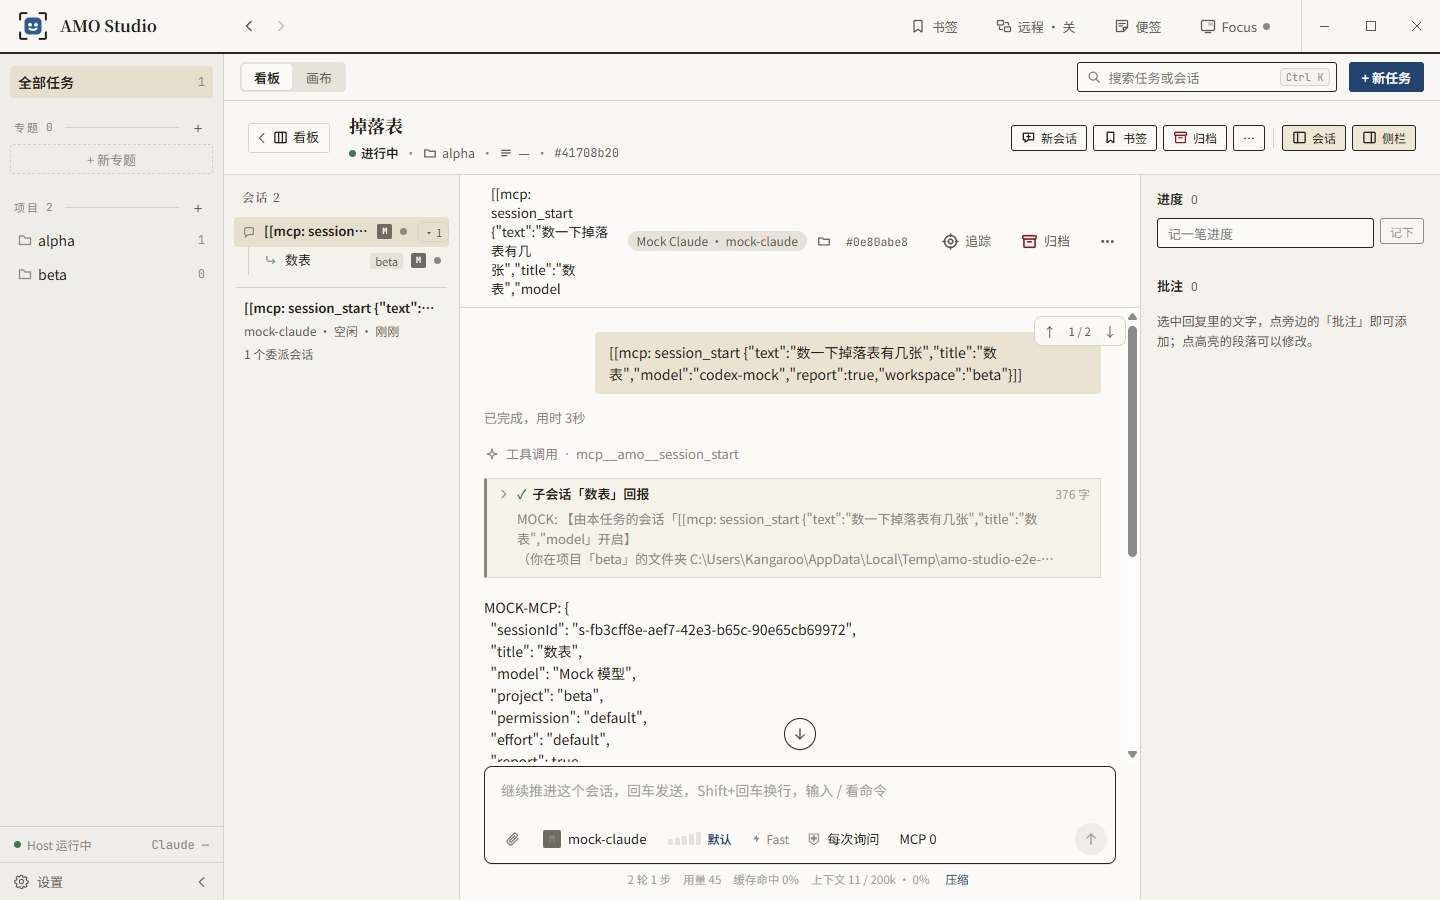 AMO Studio
书签
远程 · 关
便签
Focus
全部任务 1
看板 画布
搜索任务或会话 Ctrl K
+ 新任务
专题 0
+ 新专题
项目 2
alpha 1
beta 0
看板
掉落表
进行中 · alpha · — · #41708b20
新会话
书签
归档
···
会话
侧栏
会话 2
[[mcp: session··· M 1
数表 beta M
[[mcp: session_start {"text":···
mock-claude · 空闲 · 刚刚
1 个委派会话
[[mcp:
session_start
{"text":"数一下掉落
表有几
张","title":"数
表","model
Mock Claude · mock-claude
#0e80abe8
追踪
归档
···
1 / 2
[[mcp: session_start {"text":"数一下掉落表有几张","title":"数
表","model":"codex-mock","report":true,"workspace":"beta"}]]
已完成，用时 3秒
工具调用 · mcp__amo__session_start
✓ 子会话「数表」回报 376 字
MOCK: 【由本任务的会话「[[mcp: session_start {"text":"数一下掉落表有几张","title":"数
表","model」开启】
（你在项目「beta」的文件夹 C:\Users\Kangaroo\AppData\Local\Temp\amo-studio-e2e-···
MOCK-MCP: {
"sessionId": "s-fb3cff8e-aef7-42e3-b65c-90e65cb69972",
"title": "数表",
"model": "Mock 模型",
"project": "beta",
"permission": "default",
"effort": "default",
"report": true
继续推进这个会话，回车发送，Shift+回车换行，输入 / 看命令
M mock-claude 默认 Fast 每次询问 MCP 0
2 轮 1 步 用量 45 缓存命中 0% 上下文 11 / 200k · 0% 压缩
进度 0
记一笔进度 记下
批注 0
选中回复里的文字，点旁边的「批注」即可添
加；点高亮的段落可以修改。
Host 运行中 Claude —
设置